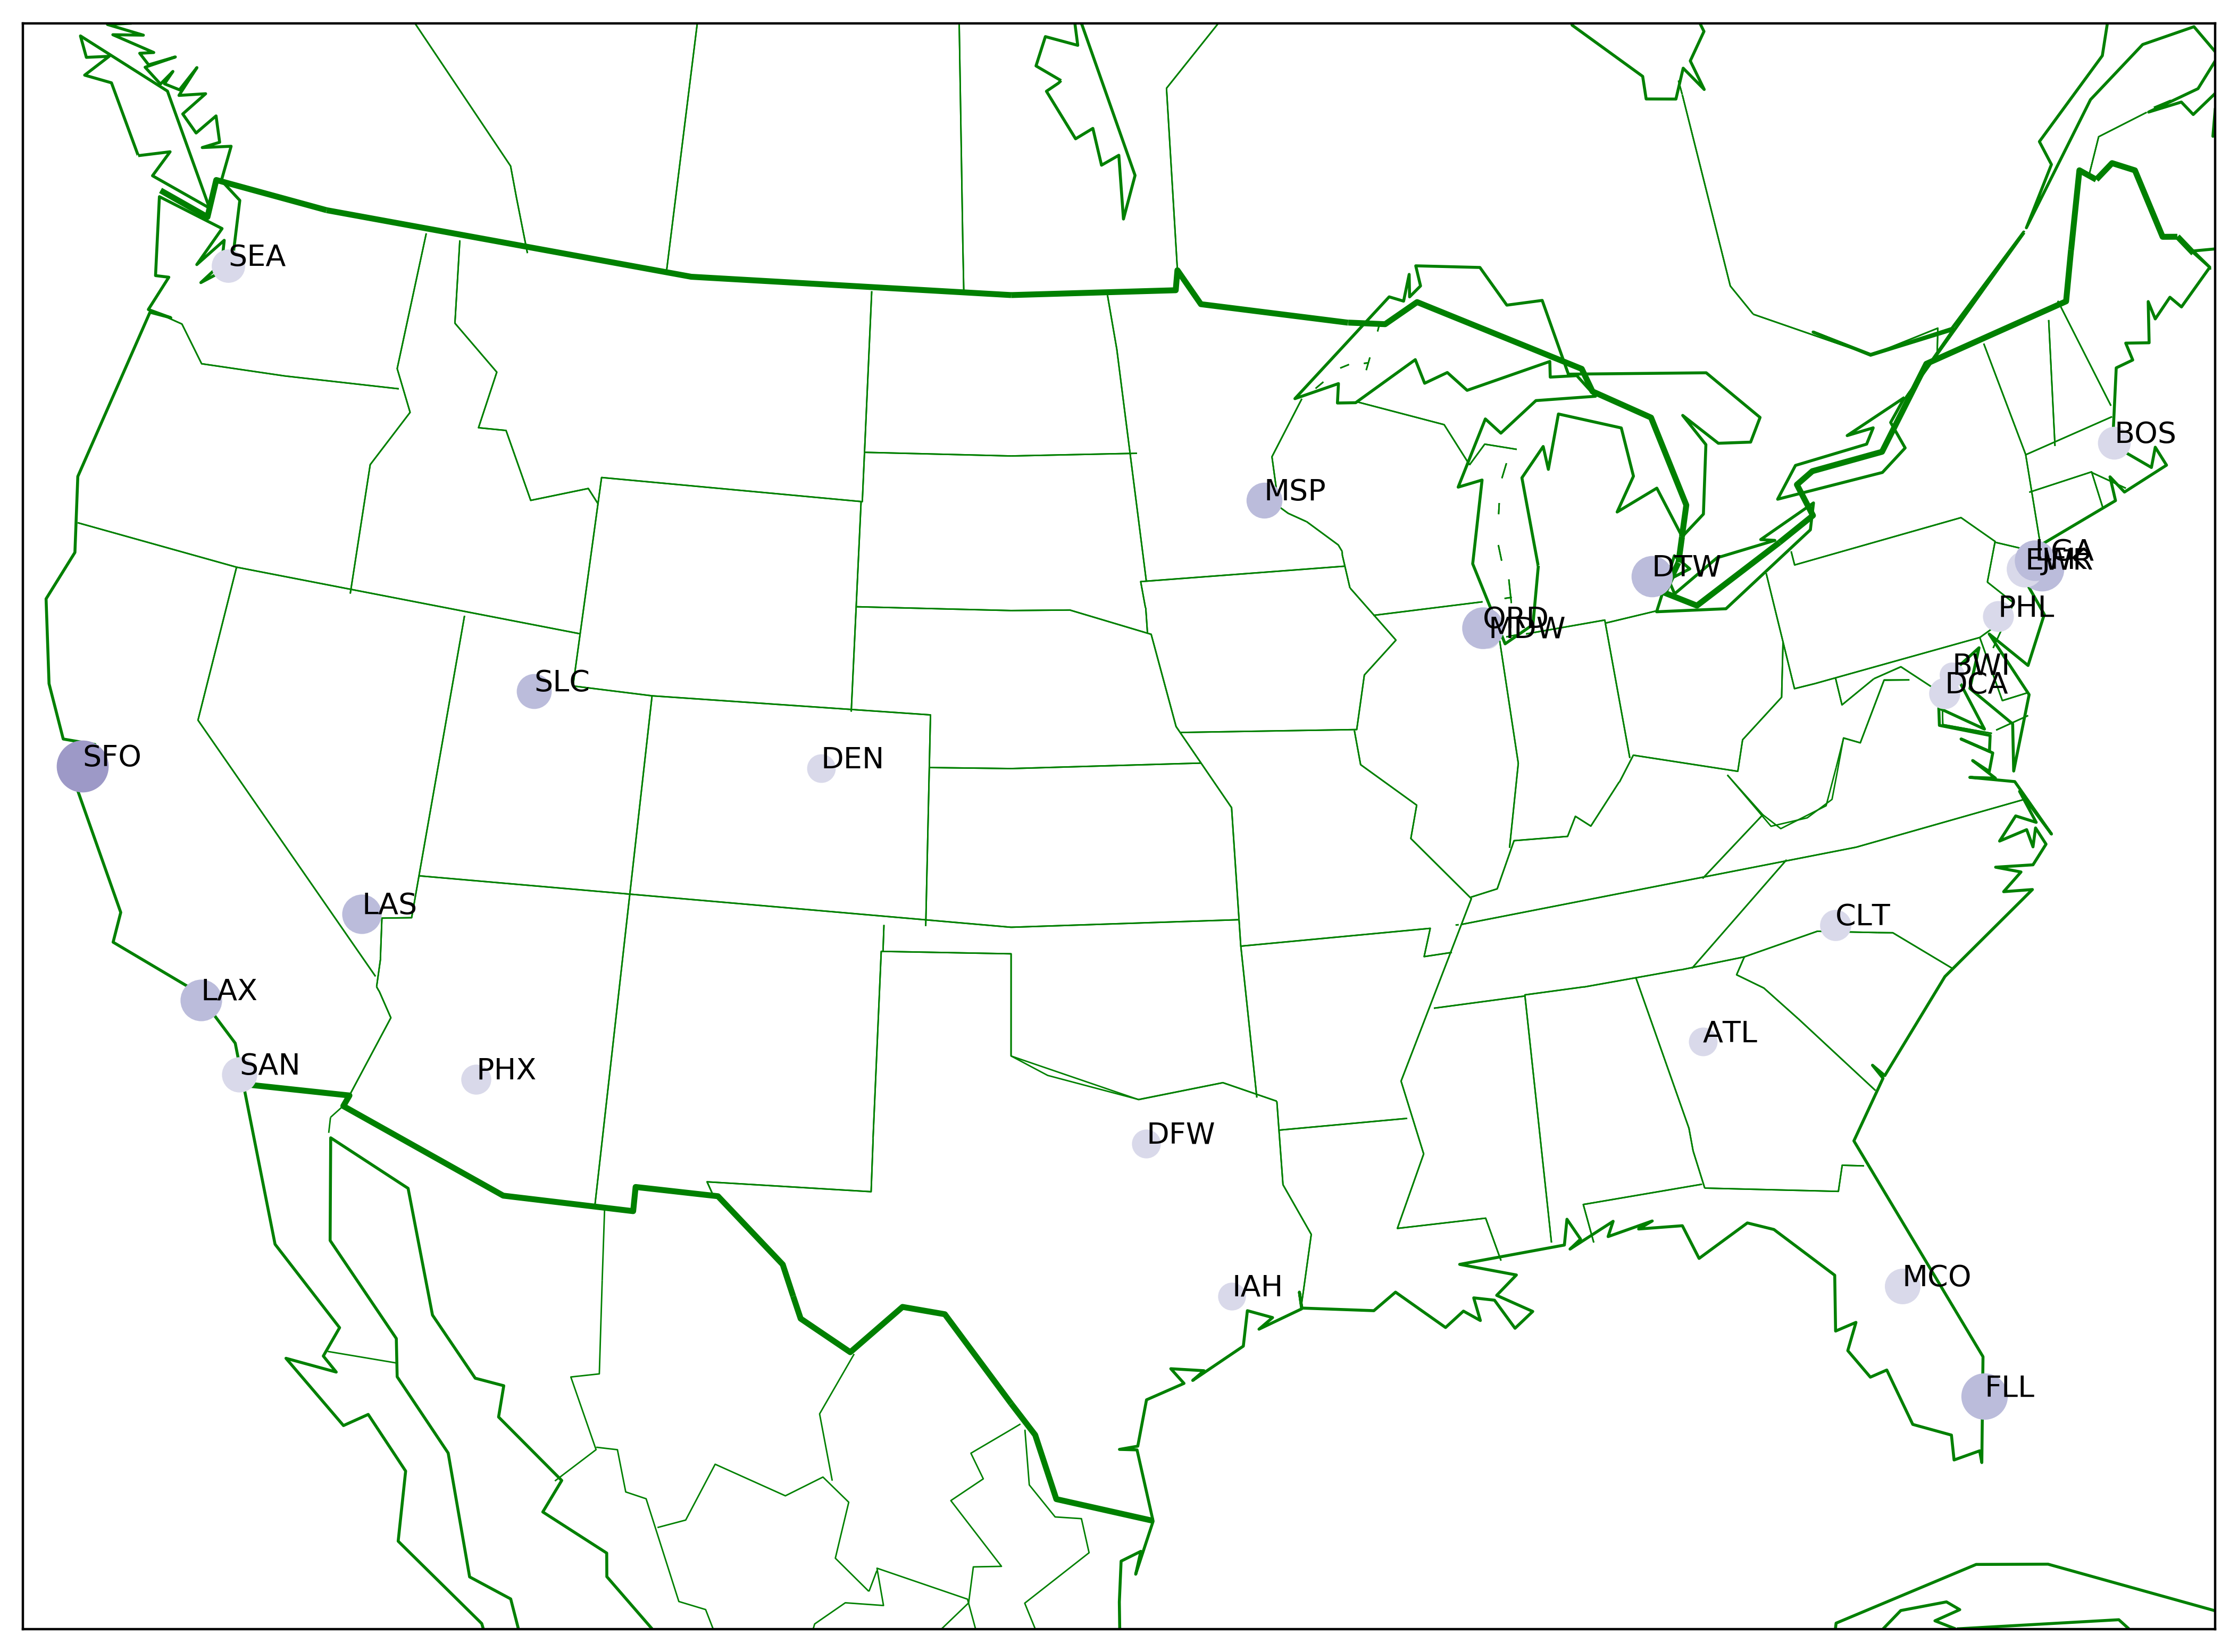 SEA
BOS
MSP
LGA
EWR
JFK
DTW
PHL
ORD
MDW
BWI
SLC
DCA
SFO
DEN
LAS
CLT
LAX
ATL
SAN
PHX
DFW
MCO
IAH
FLL